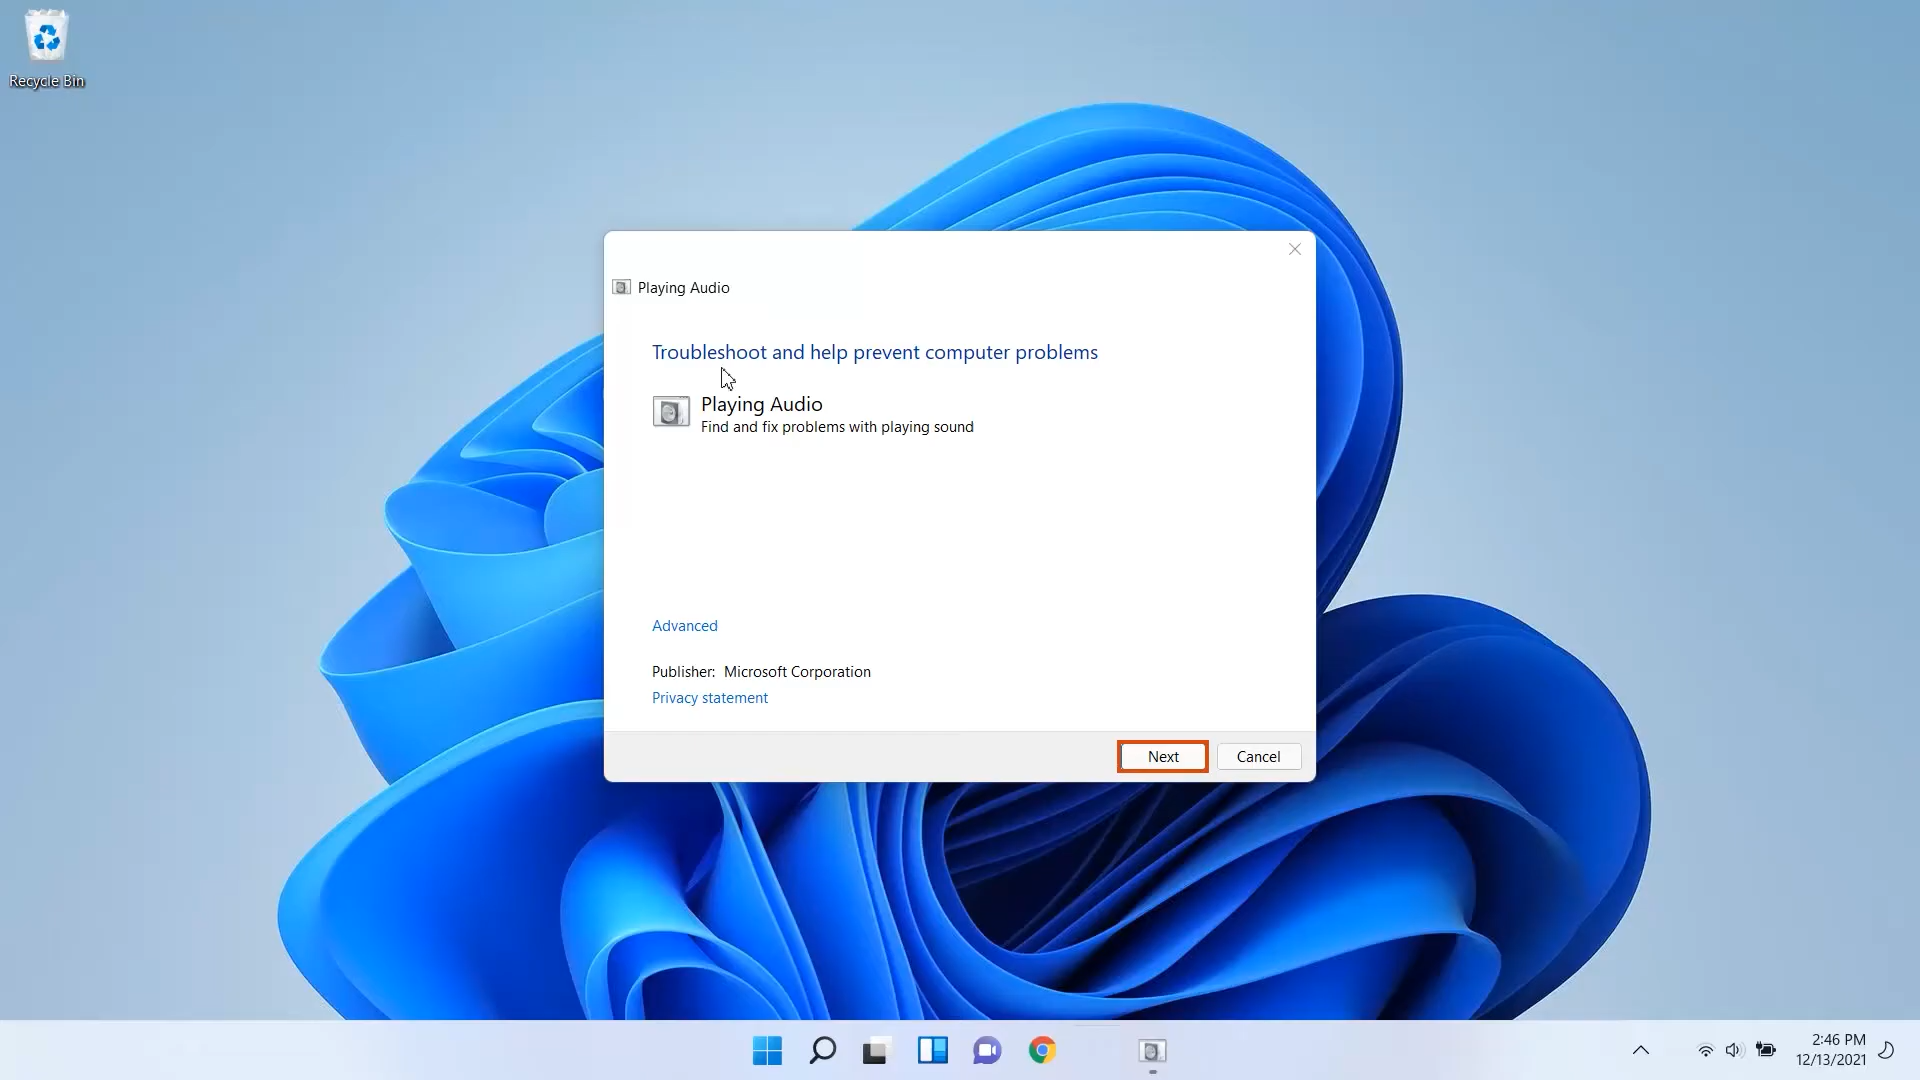 Recycle Bin
Playing Audio
Troubleshoot and help prevent computer problems
Playing Audio
Find and fix problems with playing sound
Advanced
Publisher: Microsoft Corporation
Privacy statement
Next
Cancel
2:46 PM
12/13/2021